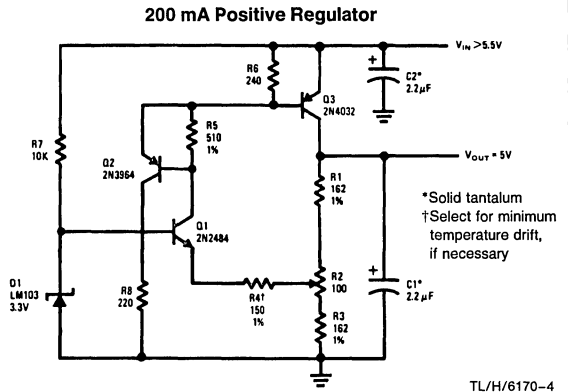 200 mA Positive Regulator
VIN >5.5V
R6
240
C2*
2.2μF
Q3
2N4032
R5
510
1%
R7
10K
Q2
2N3964
VOUT = 5V
R1
162
1%
*Solid tantalum
†Select for minimum
temperature drift,
if necessary
Q1
2N2484
D1
LM103
3.3V
R8
220
R4†
150
1%
R2
100
C1*
2.2μF
R3
162
1%
TL/H/6170–4